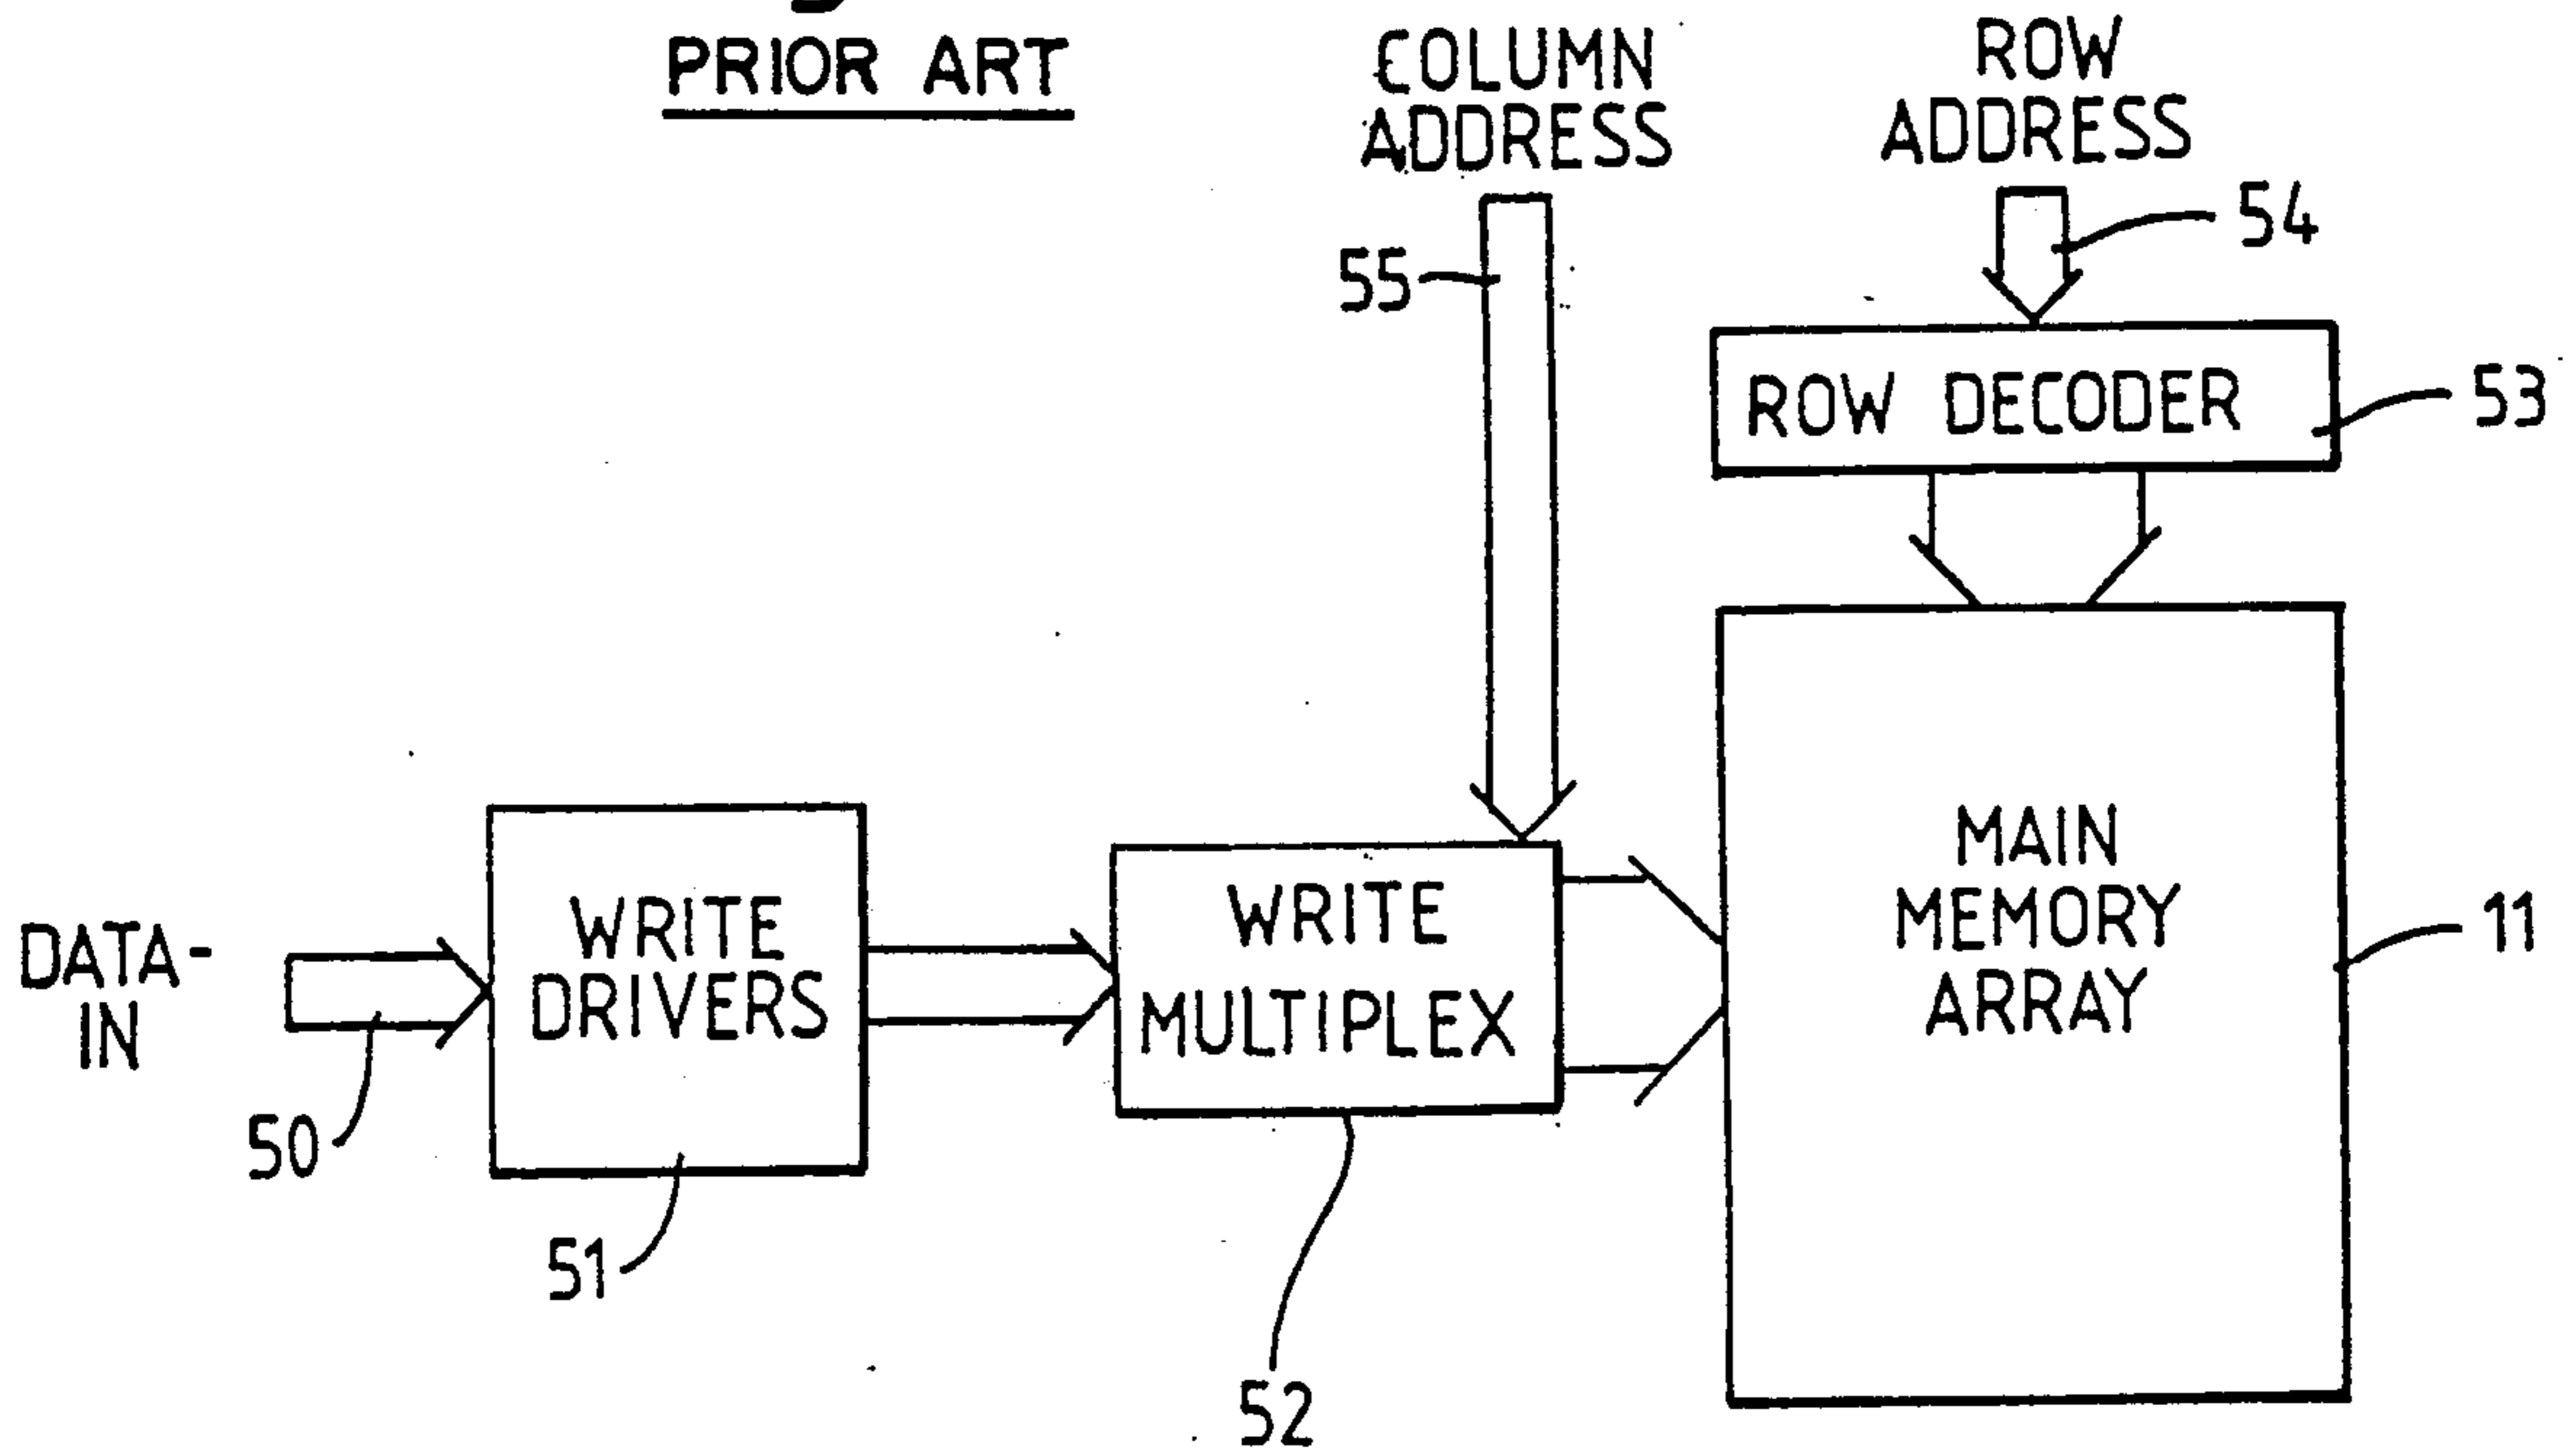 PRIOR ART
COLUMN
ADDRESS
ROW
ADDRESS
54
55
ROW DECODER
53
DATA-
IN
50
WRITE
DRIVERS
51
WRITE
MULTIPLEX
52
MAIN
MEMORY
ARRAY
11